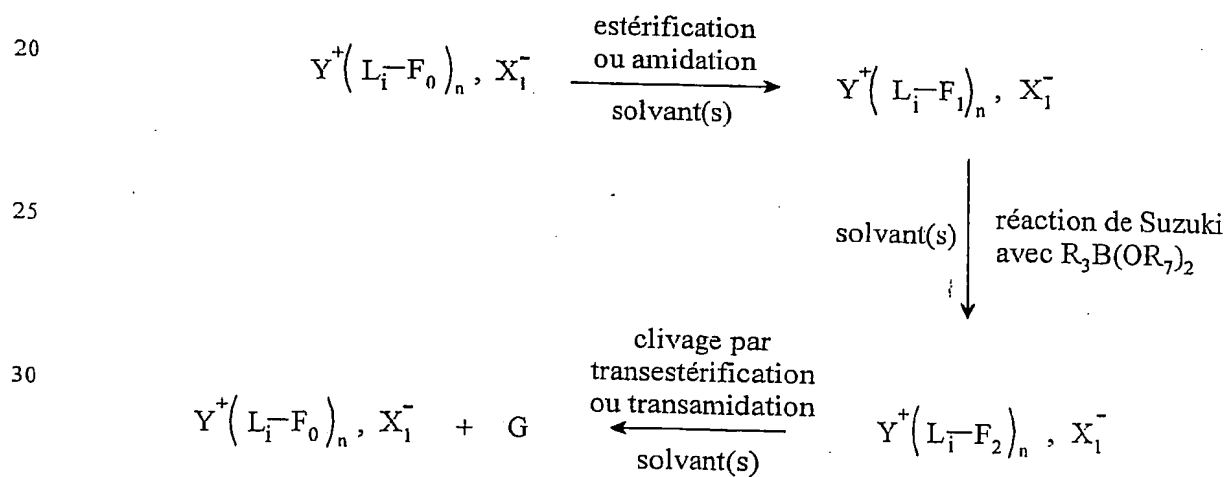 20
estérification
ou amidation
solvant(s)
Y⁺(Lᵢ—F₀)ₙ, X₁⁻
Y⁺(Lᵢ—F₁)ₙ, X₁⁻
25
solvant(s)
réaction de Suzuki
avec R₃B(OR₇)₂
30
clivage par
transestérification
ou transamidation
solvant(s)
Y⁺(Lᵢ—F₀)ₙ, X₁⁻ + G
Y⁺(Lᵢ—F₂)ₙ, X₁⁻